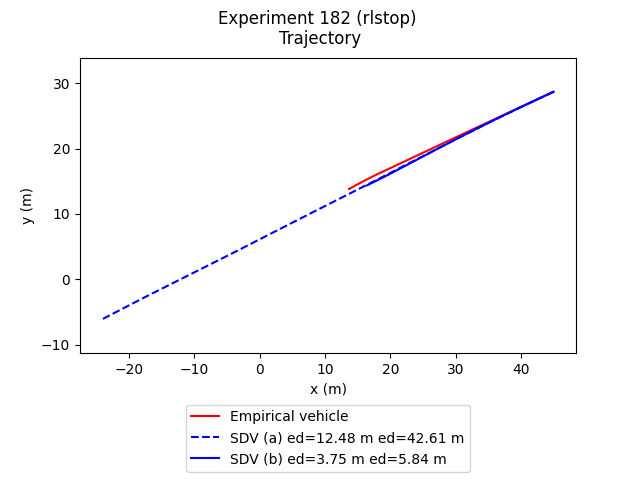 Experiment 182 (rlstop)
Trajectory
30
20
10
0
−10
y (m)
−20
−10
0
10
20
30
40
x (m)
Empirical vehicle
SDV (a) ed=12.48 m ed=42.61 m
SDV (b) ed=3.75 m ed=5.84 m